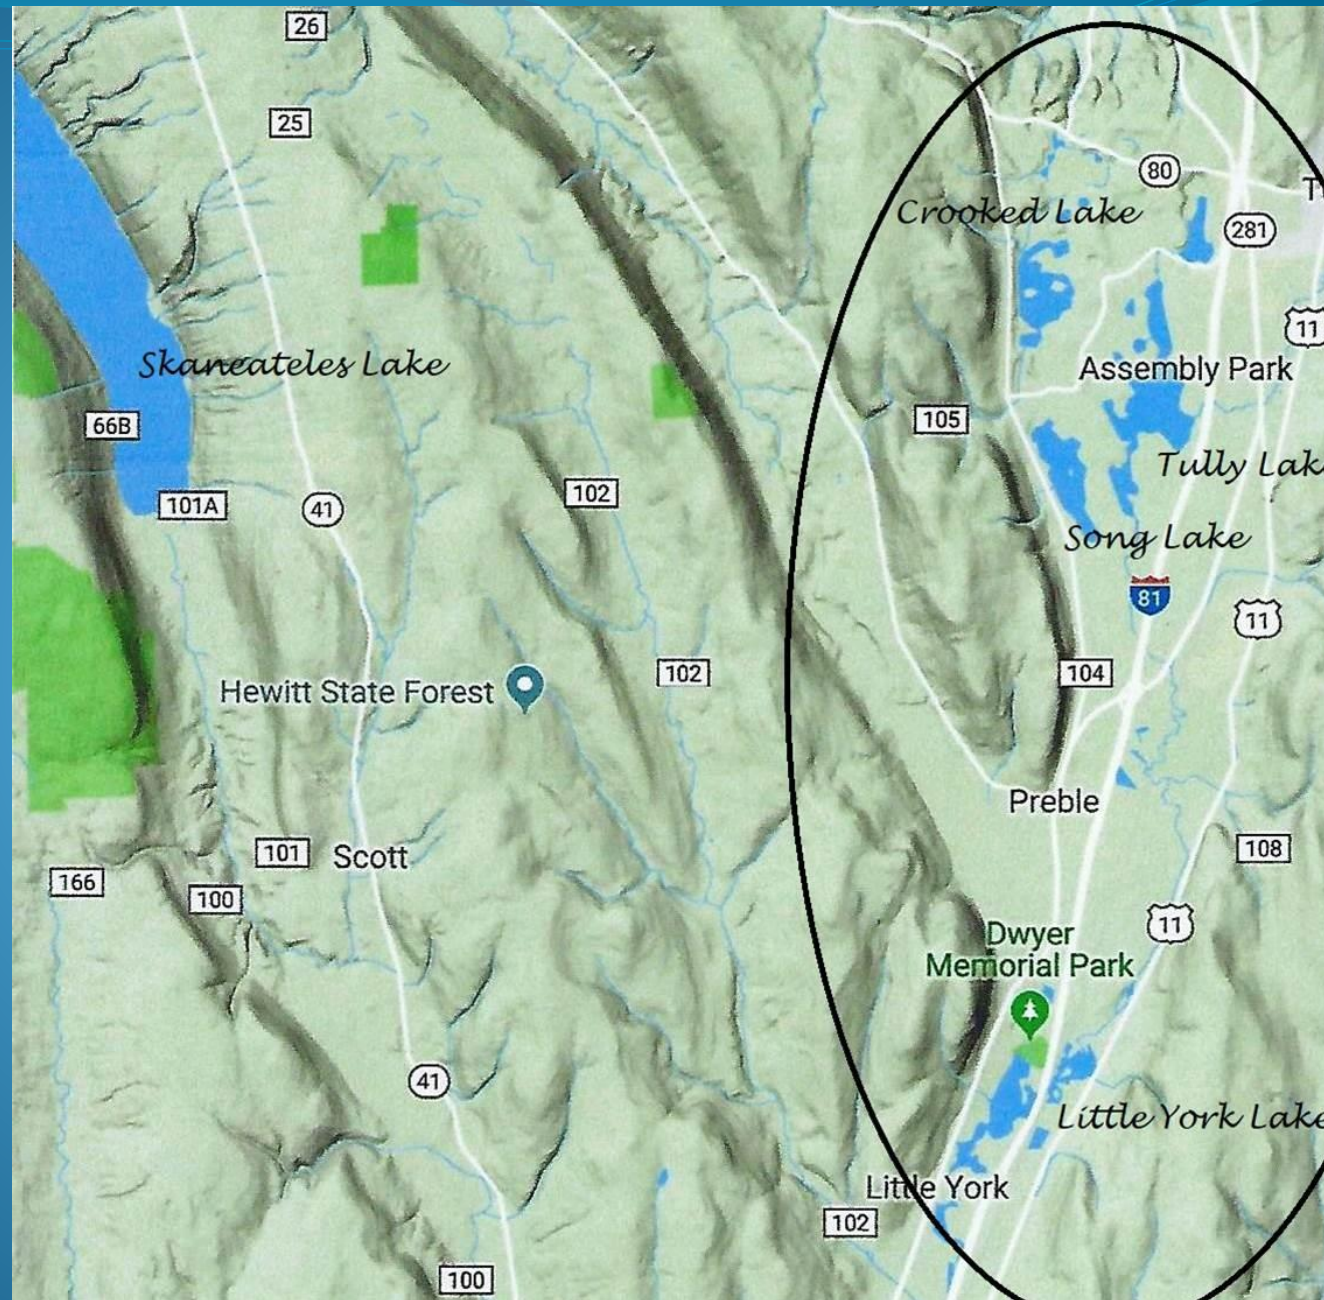 26
25
80
T
Crooked Lake
281
11
Skaneateles Lake
Assembly Park
66B
105
Tully Lak
102
101A
41
Song Lake
81
11
102
104
Hewitt State Forest
Preble
108
101
Scott
166
100
11
Dwyer
Memorial Park
41
Little York Lake
Little York
102
100